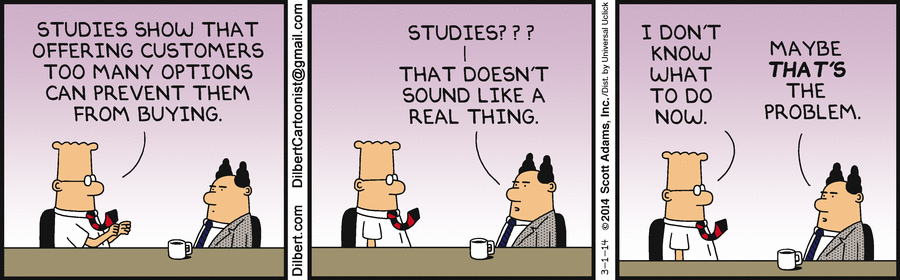 STUDIES SHOW THAT
OFFERING CUSTOMERS
TOO MANY OPTIONS
CAN PREVENT THEM
FROM BUYING.
Dilbert.com DilbertCartoonist@gmail.com
STUDIES???
THAT DOESN'T
SOUND LIKE A
REAL THING.
3-1-14 ©2014 Scott Adams, Inc. /Dist. by Universal Uclick
I DON'T
KNOW
WHAT
TO DO
NOW.
MAYBE
THAT'S
THE
PROBLEM.